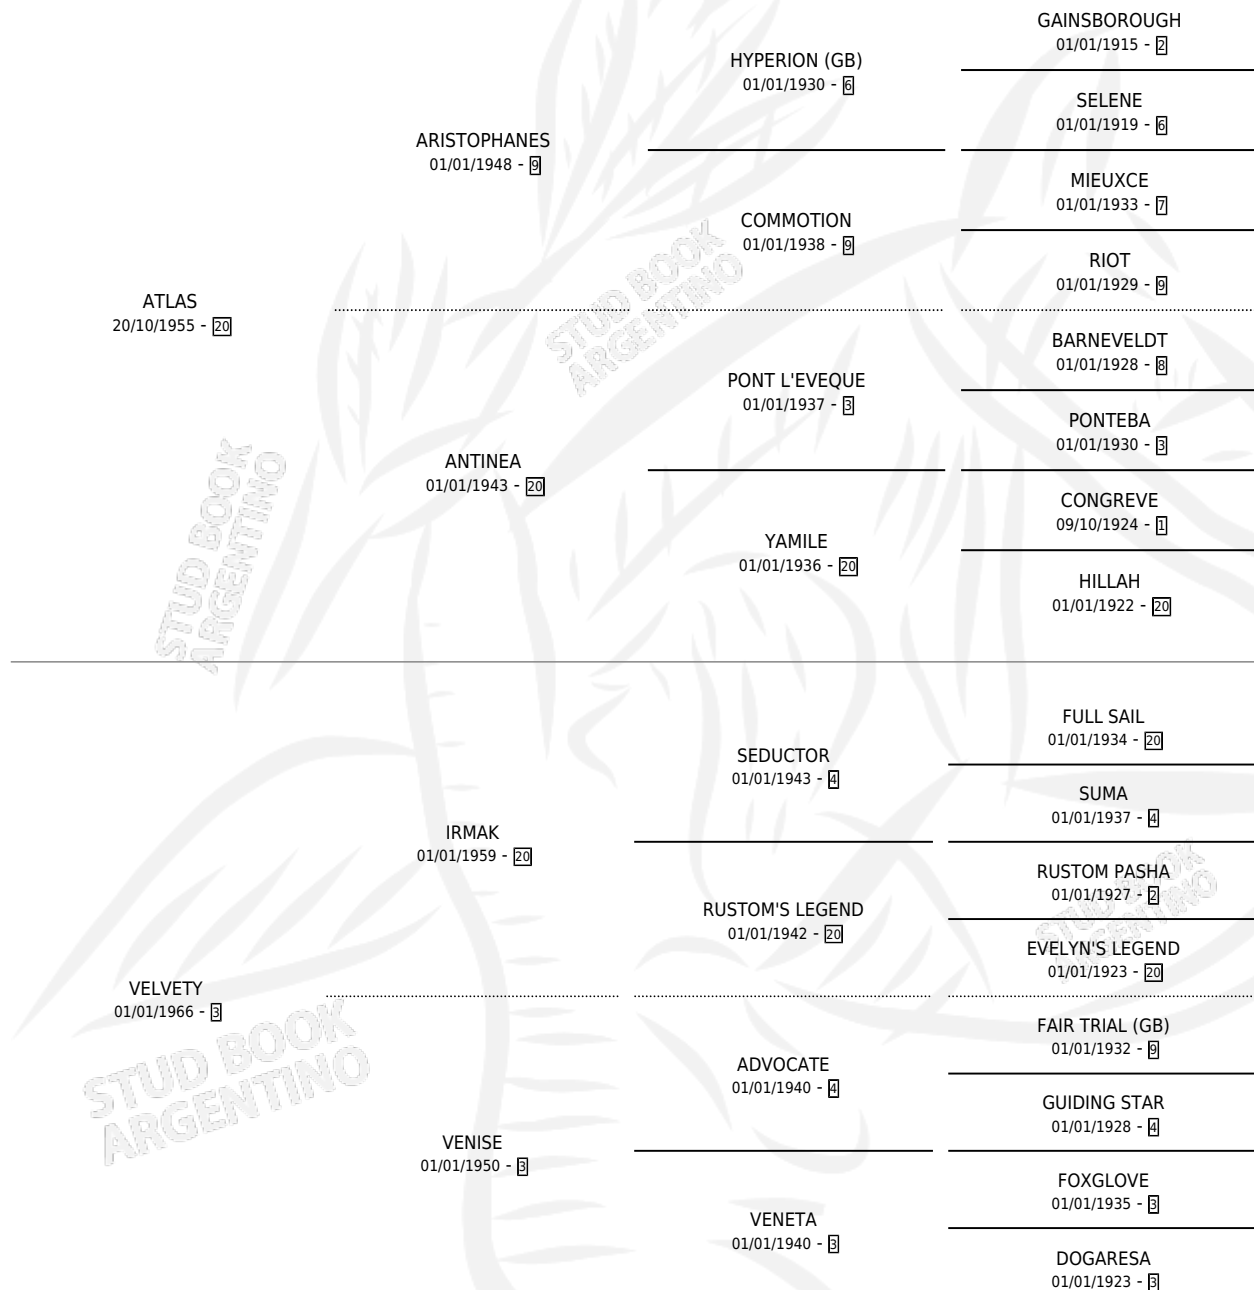 GAINSBOROUGH
01/01/1915 - 2
HYPERION (GB)
01/01/1930 - 6
SELENE
01/01/1919 - 6
ARISTOPHANES
01/01/1948 - 9
MIEUXCE
01/01/1933 - 7
COMMOTION
01/01/1938 - 9
RIOT
01/01/1929 - 9
ATLAS
20/10/1955 - 20
STUD BOOK
ARGENTINO
BARNEVELDT
01/01/1928 - 8
PONT L'EVEQUE
01/01/1937 - 3
PONTEBA
01/01/1930 - 3
ANTINEA
01/01/1943 - 20
CONGREVE
09/10/1924 - 1
YAMILE
01/01/1936 - 20
HILLAH
01/01/1922 - 20
STUD BOOK
ARGENTINO
FULL SAIL
01/01/1934 - 20
SEDUCTOR
01/01/1943 - 4
SUMA
01/01/1937 - 4
IRMAK
01/01/1959 - 20
RUSTOM PASHA
01/01/1927 - 2
RUSTOM'S LEGEND
01/01/1942 - 20
EVELYN'S LEGEND
01/01/1923 - 20
STUD BOOK
ARGENTINO
VELVETY
01/01/1966 - 3
FAIR TRIAL (GB)
01/01/1932 - 9
ADVOCATE
01/01/1940 - 4
GUIDING STAR
01/01/1928 - 4
STUD BOOK
ARGENTINO
VENISE
01/01/1950 - 3
FOXGLOVE
01/01/1935 - 3
VENETA
01/01/1940 - 3
DOGARESA
01/01/1923 - 3